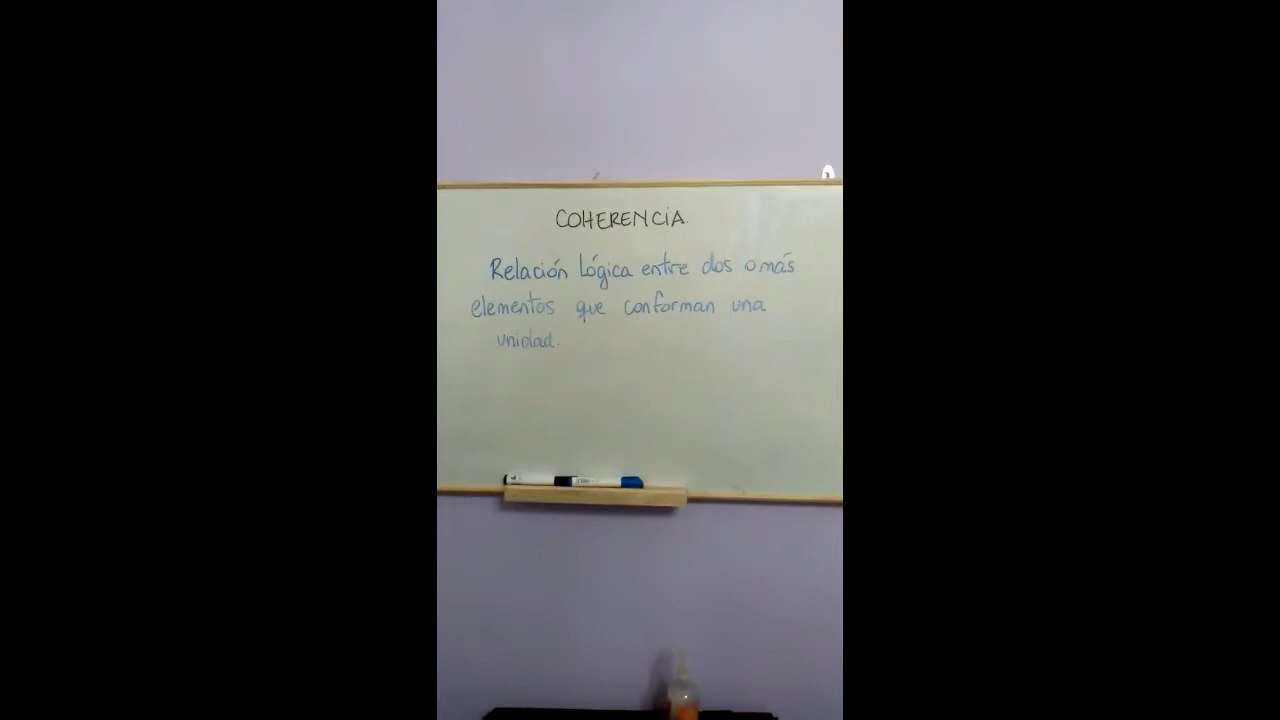 COHERENCIA.
Relación Lógica entre dos o más
elementos que conforman una
unidad.